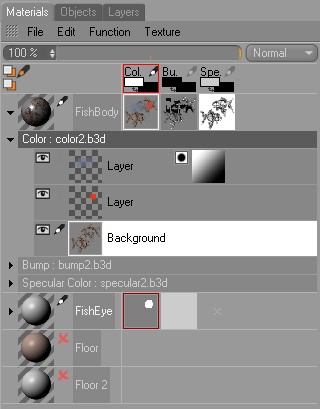 Materials Objects Layers
File Edit Function Texture
100 % Normal
Col. Bu. Spe.
FishBody
Color : color2.b3d
Layer
Layer
Background
Bump : bump2.b3d
Specular Color : specular2.b3d
FishEye
Floor
Floor 2